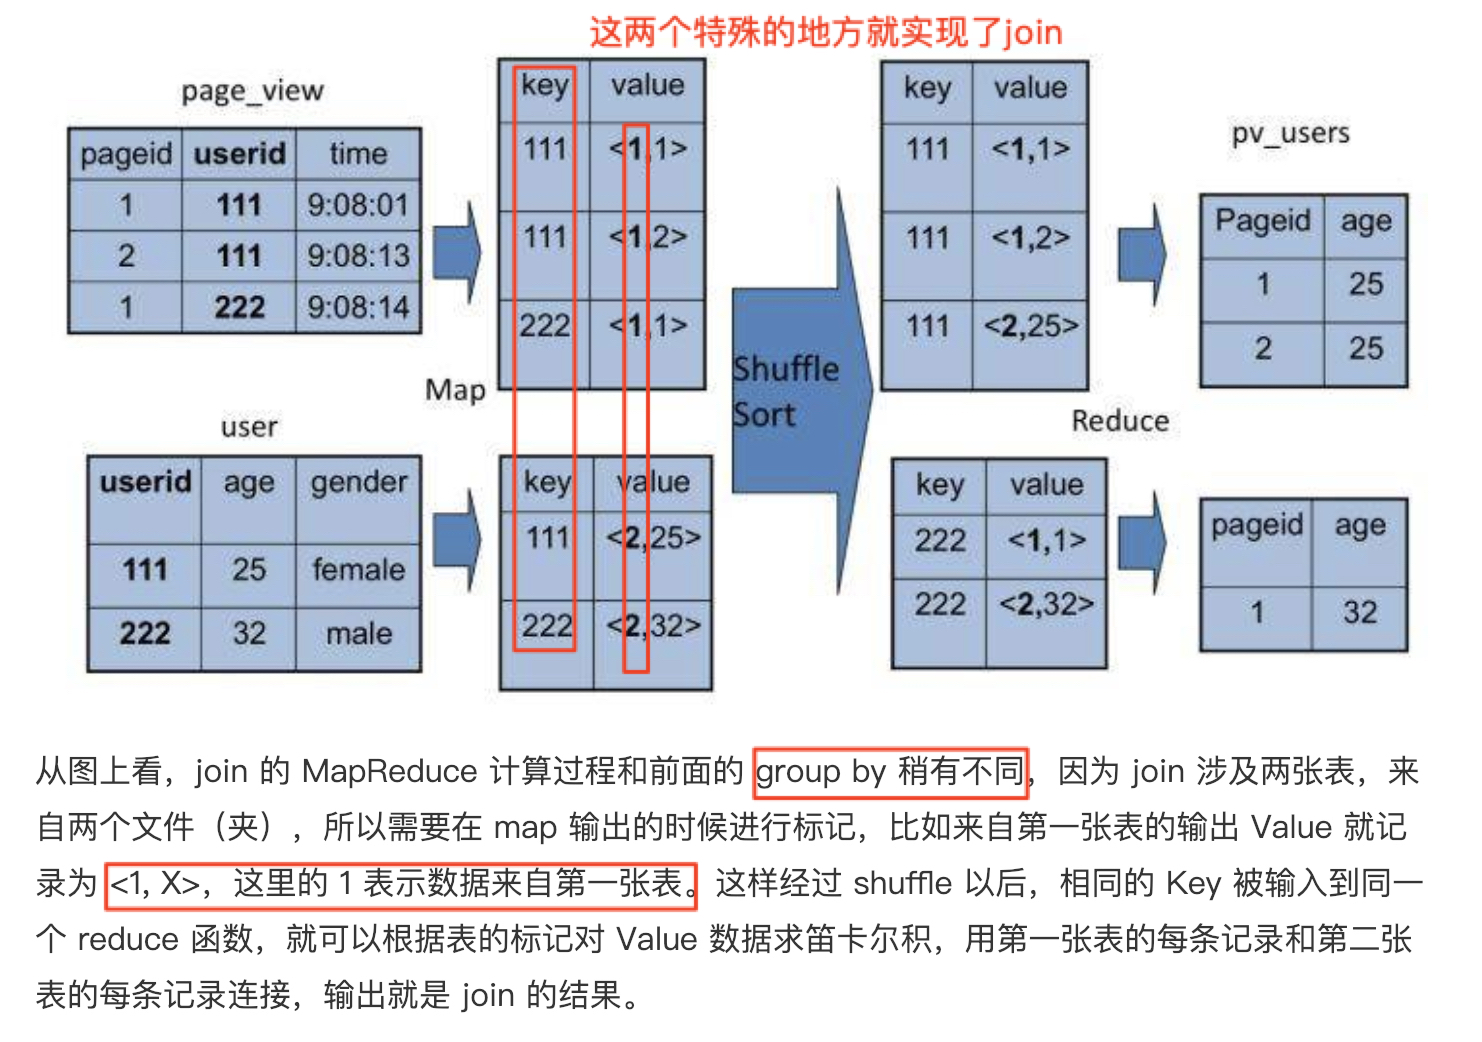 这两个特殊的地方就实现了join
page_view
pageid userid time
1 111 9:08:01
2 111 9:08:13
1 222 9:08:14
Map
user
userid age gender
111 25 female
222 32 male
key value
111 <1,1>
111 <1,2>
222 <1,1>
key value
111 <2,25>
222 <2,32>
Shuffle
Sort
key value
111 <1,1>
111 <1,2>
111 <2,25>
Reduce
key value
222 <1,1>
222 <2,32>
pv_users
Pageid age
1 25
2 25
pageid age
1 32
从图上看，join 的 MapReduce 计算过程和前面的 group by 稍有不同，因为 join 涉及两张表，来
自两个文件（夹），所以需要在 map 输出的时候进行标记，比如来自第一张表的输出 Value 就记
录为 <1, X>，这里的 1 表示数据来自第一张表。这样经过 shuffle 以后，相同的 Key 被输入到同一
个 reduce 函数，就可以根据表的标记对 Value 数据求笛卡尔积，用第一张表的每条记录和第二张
表的每条记录连接，输出就是 join 的结果。